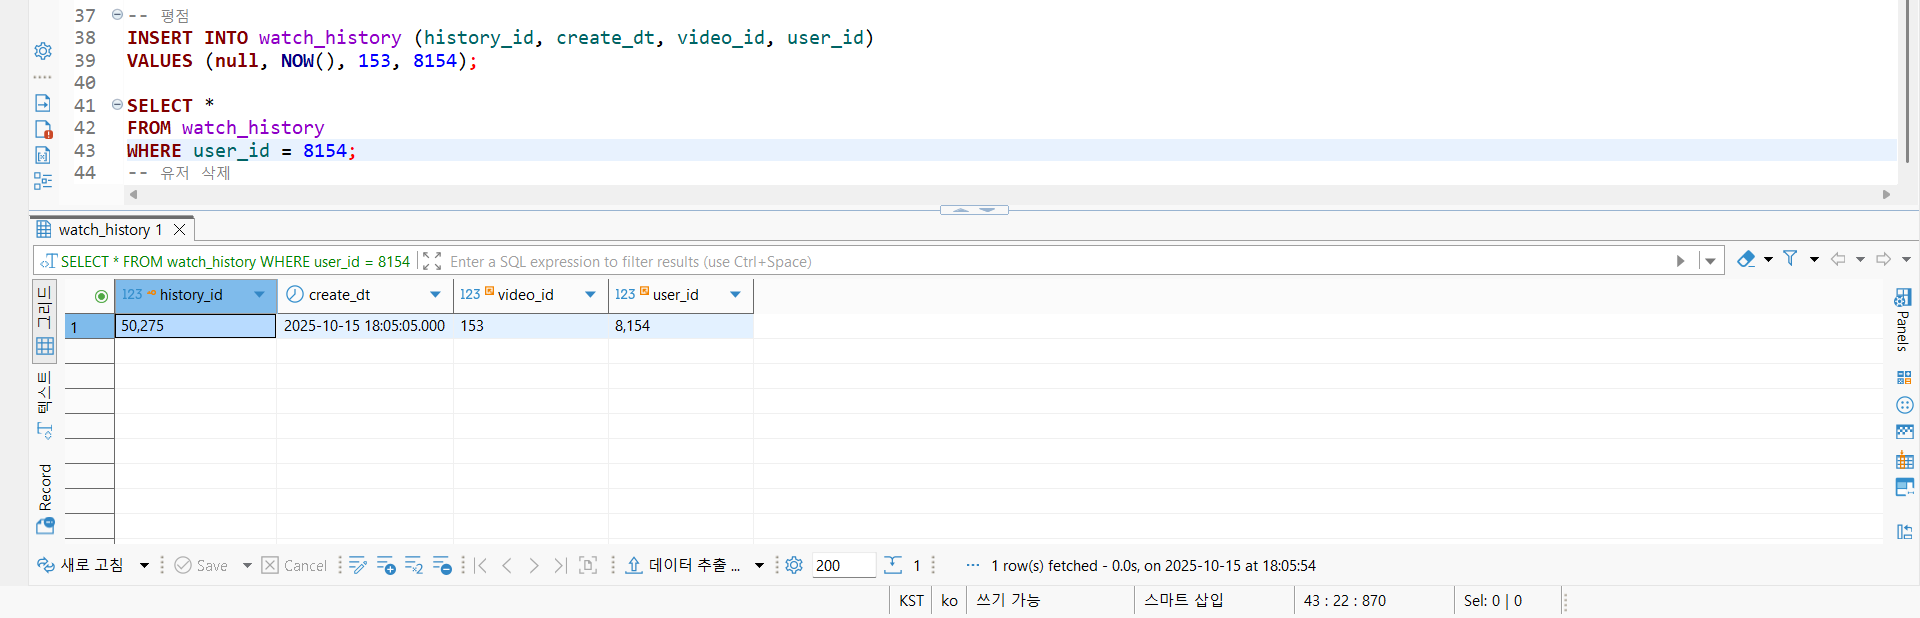 37 -- 평점
38 INSERT INTO watch_history (history_id, create_dt, video_id, user_id)
39 VALUES (null, NOW(), 153, 8154);
40
41 SELECT *
42 FROM watch_history
43 WHERE user_id = 8154;
44 -- 유저 삭제
watch_history 1
SELECT * FROM watch_history WHERE user_id = 8154 Enter a SQL expression to filter results (use Ctrl+Space)
그리드
텍스트
Record
123 history_id create_dt 123 video_id 123 user_id
1 50,275 2025-10-15 18:05:05.000 153 8,154
Panels
새로 고침 Save Cancel 데이터 추출 ... 200 1 ... 1 row(s) fetched - 0.0s, on 2025-10-15 at 18:05:54
KST ko 쓰기 가능 스마트 삽입 43 : 22 : 870 Sel: 0 | 0